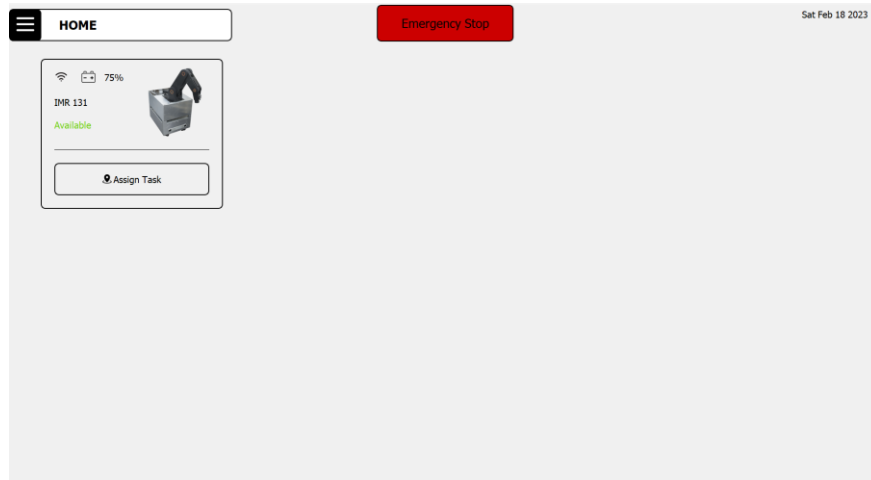 HOME
Emergency Stop
Sat Feb 18 2023
75%
IMR 131
Available
Assign Task